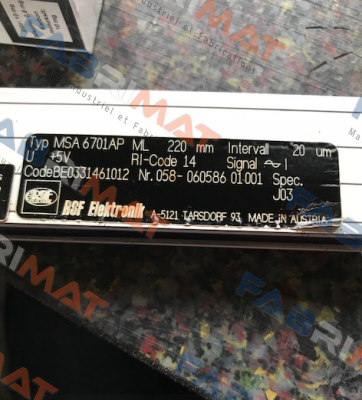 Typ MSA 6701AP ML 220 mm Intervall 20 um
U +5V RI-Code 14 Signal ~ I
CodeBE0331461012 Nr. 058- 060586 01 001 Spec.
J03
RSF Elektronik A-5121 TARSDORF 93, MADE IN AUSTRIA
FABRIMAT